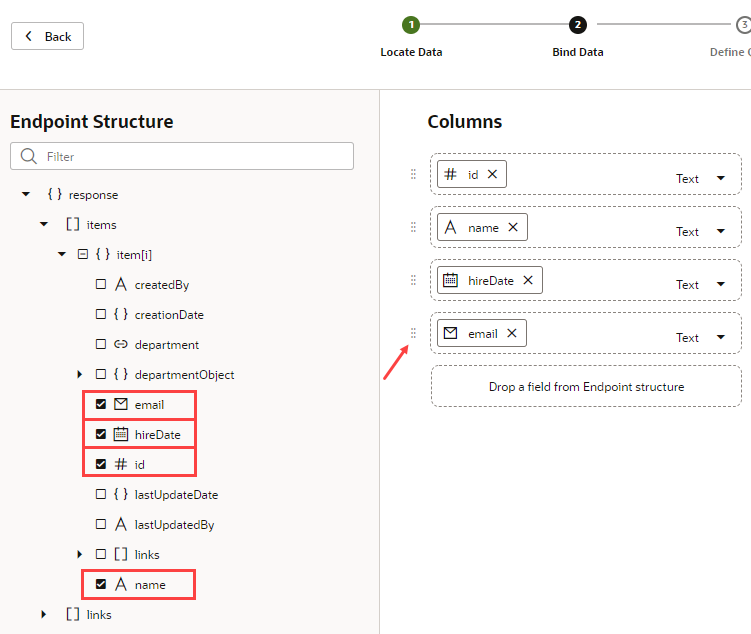 Back
1
2
3
Locate Data
Bind Data
Define
Endpoint Structure
Filter
{ } response
[ ] items
{ } item[i]
createdBy
{ } creationDate
department
{ } departmentObject
email
hireDate
# id
{ } lastUpdateDate
lastUpdatedBy
[ ] links
name
[ ] links
Columns
# id Text
name Text
hireDate Text
email Text
Drop a field from Endpoint structure